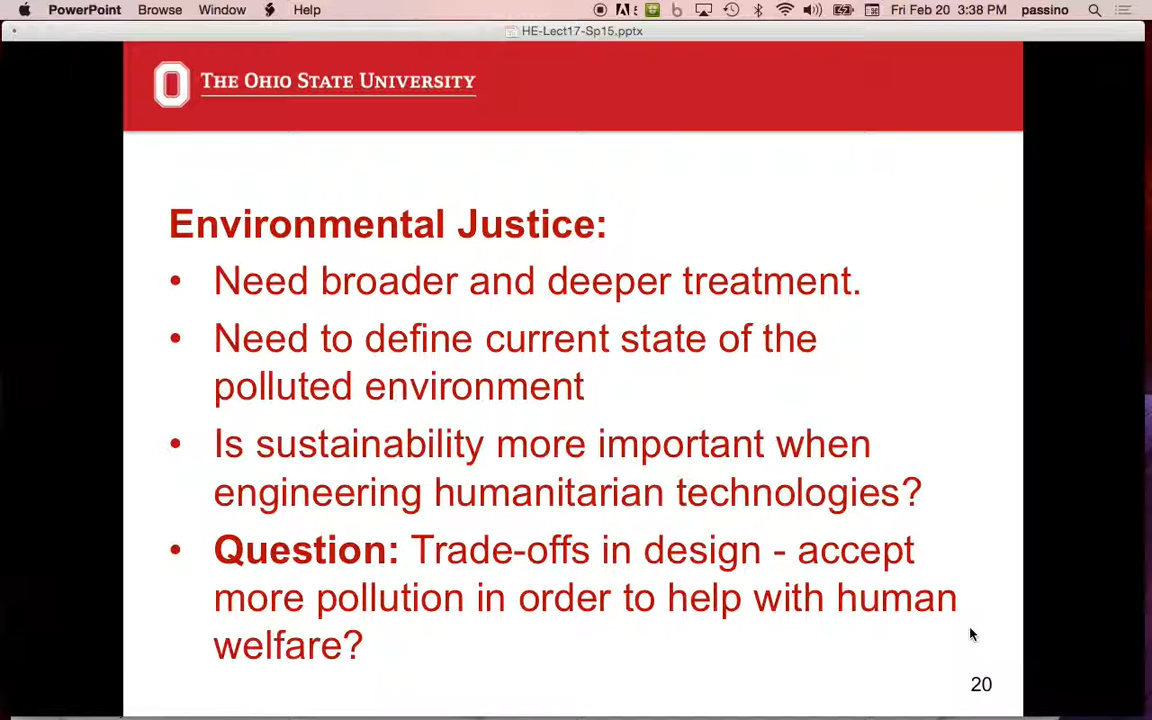 PowerPoint Browse Window Help Fri Feb 20 3:38 PM passino
HE-Lect17-Sp15.pptx
THE OHIO STATE UNIVERSITY
Environmental Justice:
• Need broader and deeper treatment.
• Need to define current state of the
polluted environment
• Is sustainability more important when
engineering humanitarian technologies?
• Question: Trade-offs in design - accept
more pollution in order to help with human
welfare?
20